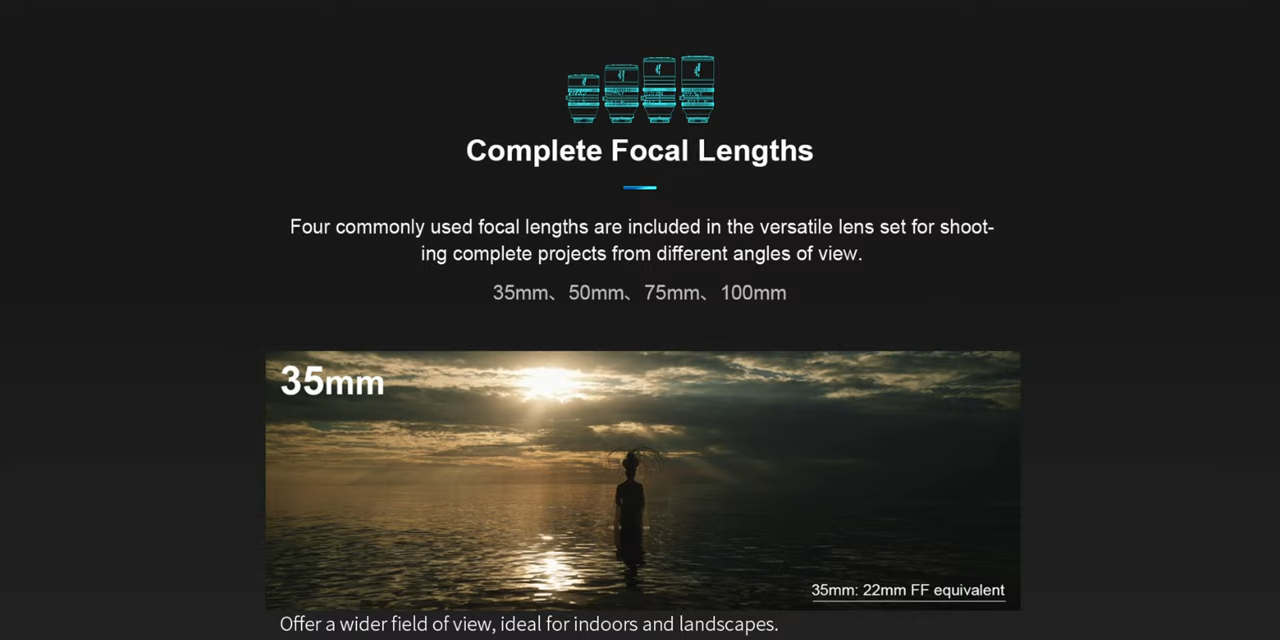 Complete Focal Lengths
Four commonly used focal lengths are included in the versatile lens set for shoot-
ing complete projects from different angles of view.
35mm、50mm、75mm、100mm
35mm
35mm: 22mm FF equivalent
Offer a wider field of view, ideal for indoors and landscapes.